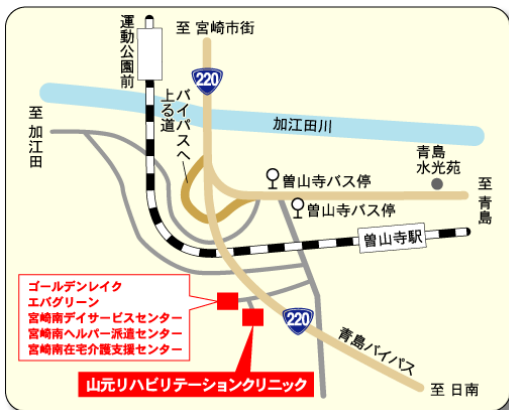 運動公園前
至 宮崎市街
220
バイパスへ
上る道
至 加江田
加江田川
青島
水光苑
曽山寺バス停
曽山寺バス停
至 青島
曽山寺駅
ゴールデンレイク
エバグリーン
宮崎南デイサービスセンター
宮崎南ヘルパー派遣センター
宮崎南在宅介護支援センター
220
青島バイパス
山元リハビリテーションクリニック
至 日南